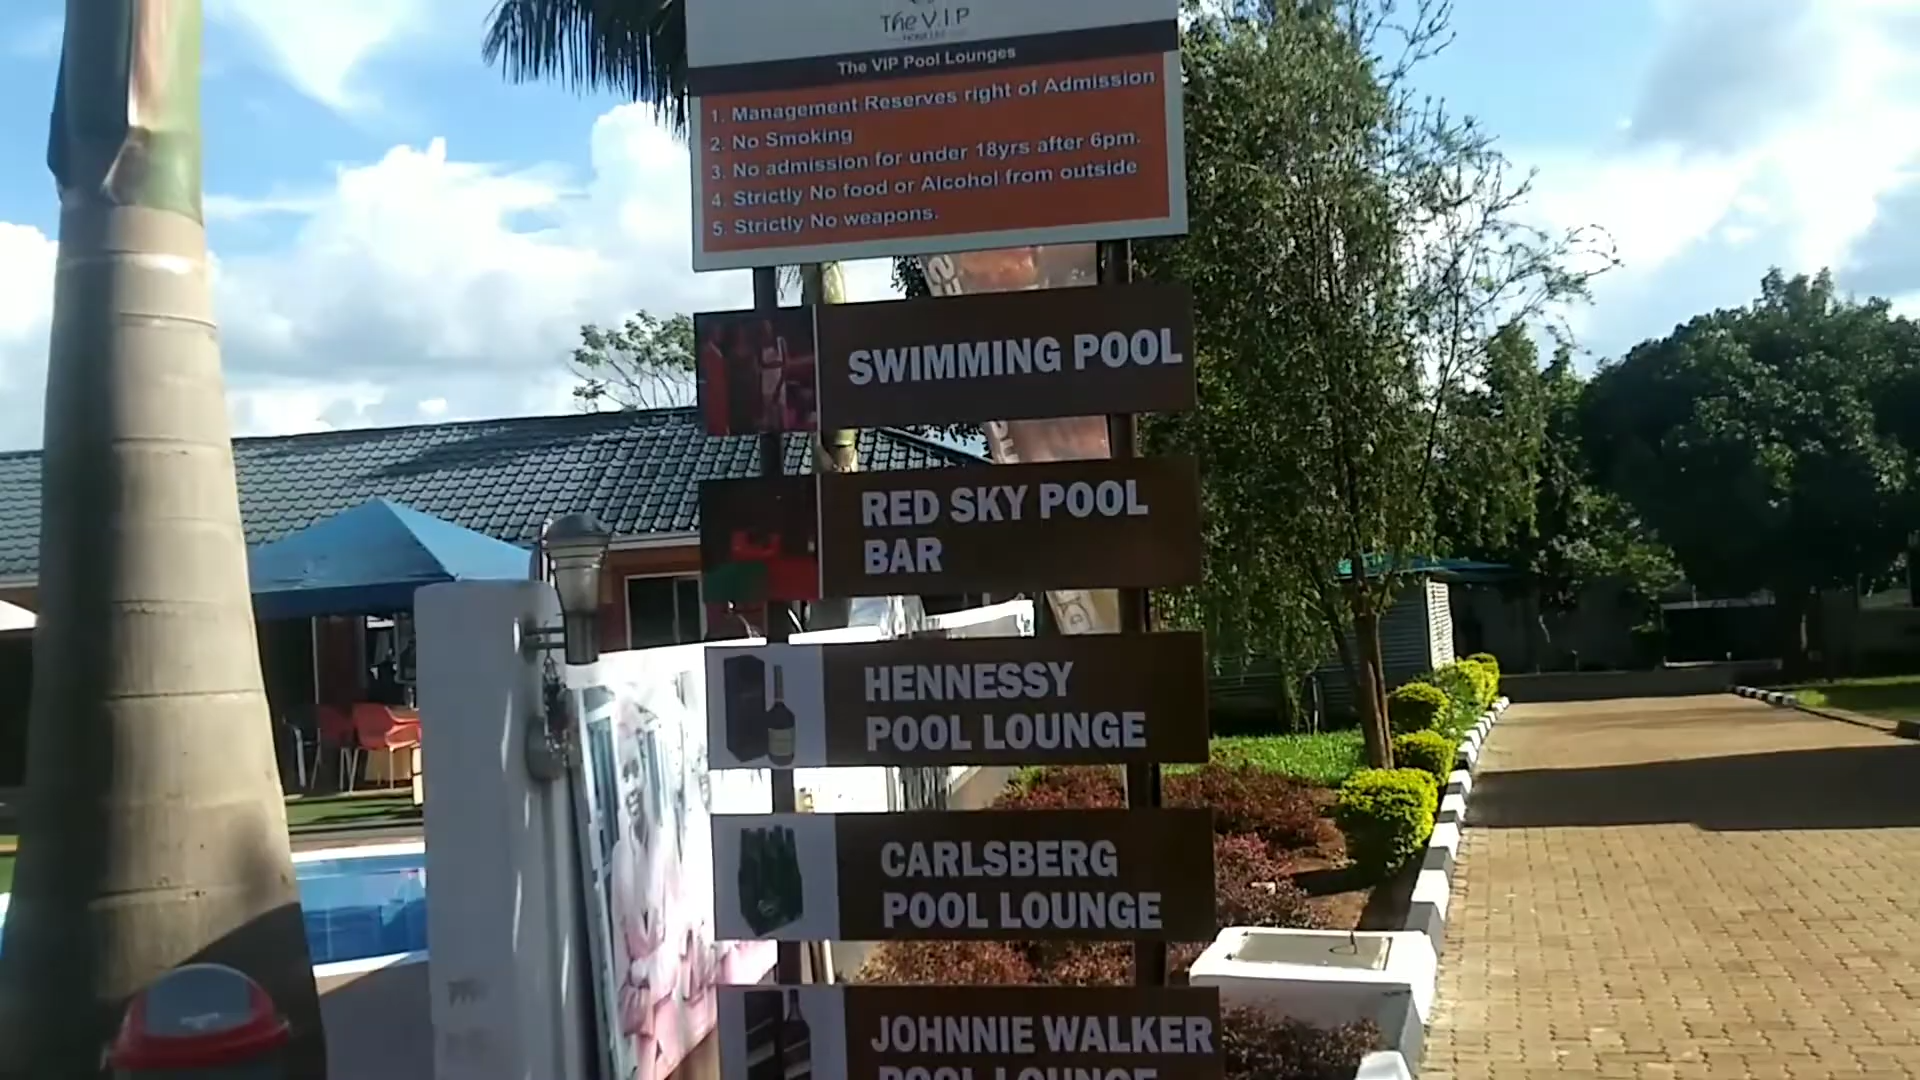 The V.I.P
The VIP Pool Lounges
1. Management Reserves right of Admission
2. No Smoking
3. No admission for under 18yrs after 6pm.
4. Strictly No food or Alcohol from outside
5. Strictly No weapons.
SWIMMING POOL
RED SKY POOL
BAR
HENNESSY
POOL LOUNGE
CARLSBERG
POOL LOUNGE
JOHNNIE WALKER
POOL LOUNGE